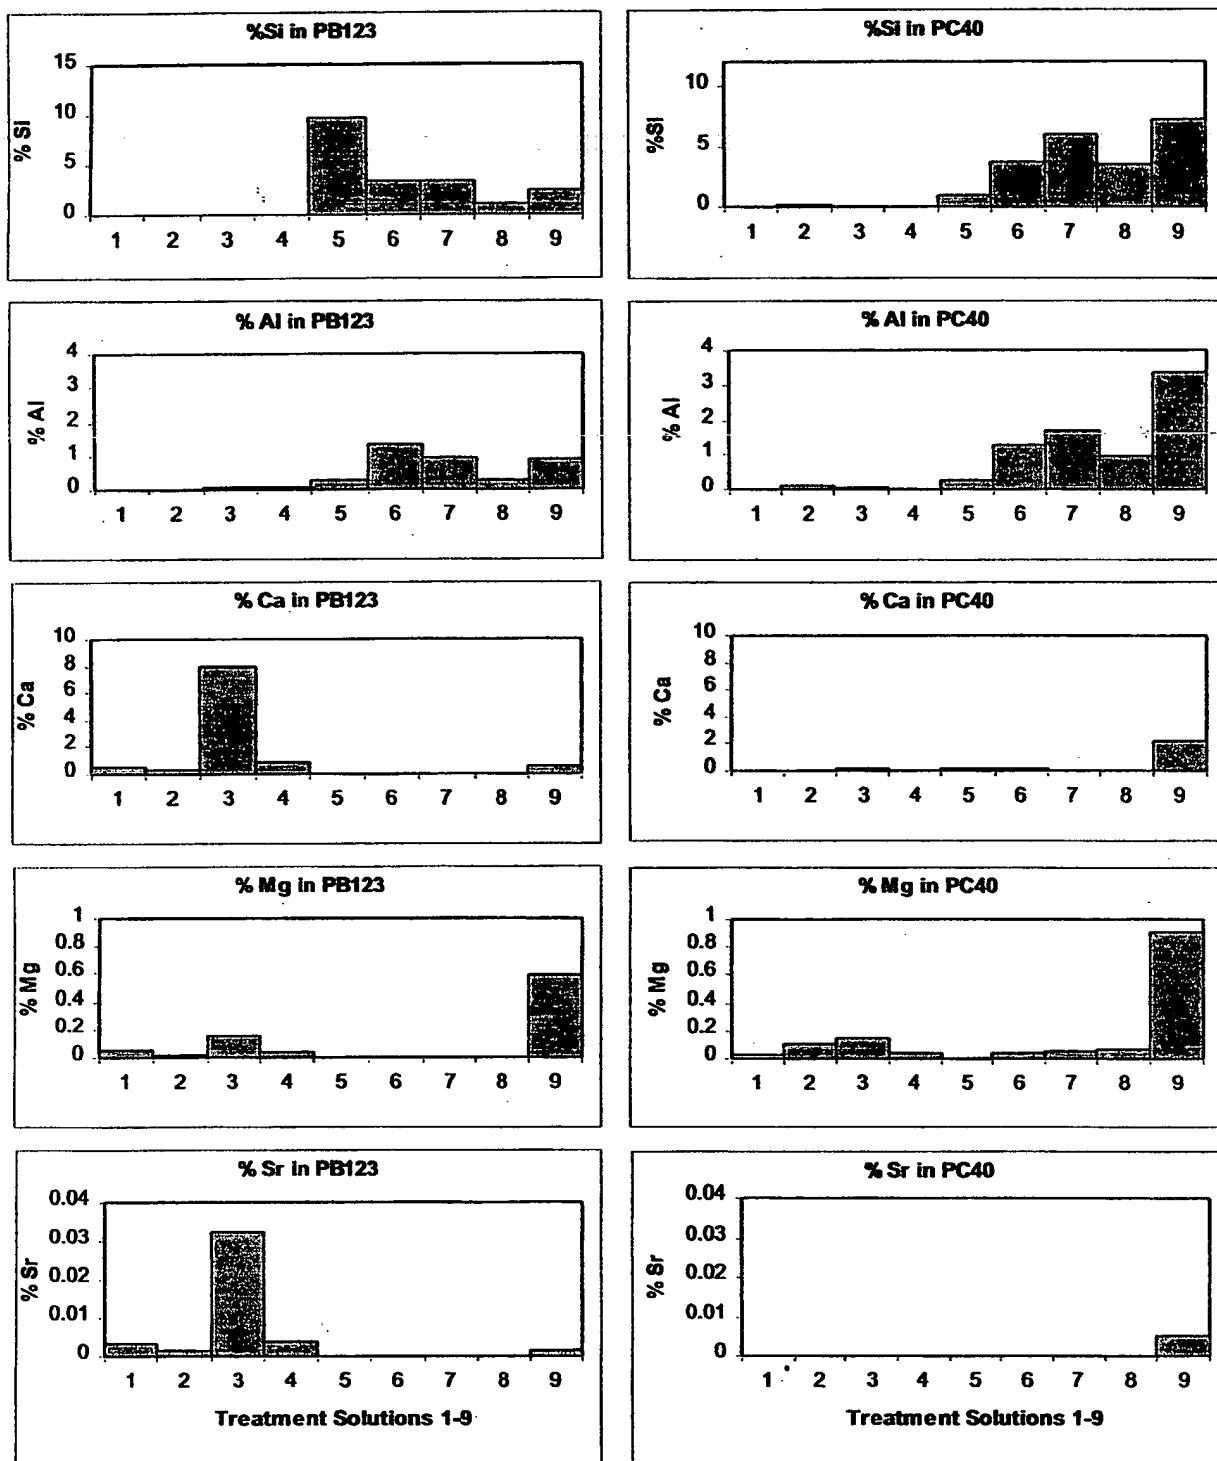 %Si in PB123
15
10
5
0
% Si
1 2 3 4 5 6 7 8 9
%Si in PC40
10
5
0
%Si
1 2 3 4 5 6 7 8 9
% Al in PB123
4
3
2
1
0
% Al
1 2 3 4 5 6 7 8 9
% Al in PC40
4
3
2
1
0
% Al
1 2 3 4 5 6 7 8 9
% Ca in PB123
10
8
6
4
2
0
% Ca
1 2 3 4 5 6 7 8 9
% Ca in PC40
10
8
6
4
2
0
% Ca
1 2 3 4 5 6 7 8 9
% Mg in PB123
1
0.8
0.6
0.4
0.2
0
% Mg
1 2 3 4 5 6 7 8 9
% Mg in PC40
1
0.8
0.6
0.4
0.2
0
% Mg
1 2 3 4 5 6 7 8 9
% Sr in PB123
0.04
0.03
0.02
0.01
0
% Sr
1 2 3 4 5 6 7 8 9
Treatment Solutions 1-9
% Sr in PC40
0.04
0.03
0.02
0.01
0
% Sr
1 2 3 4 5 6 7 8 9
Treatment Solutions 1-9